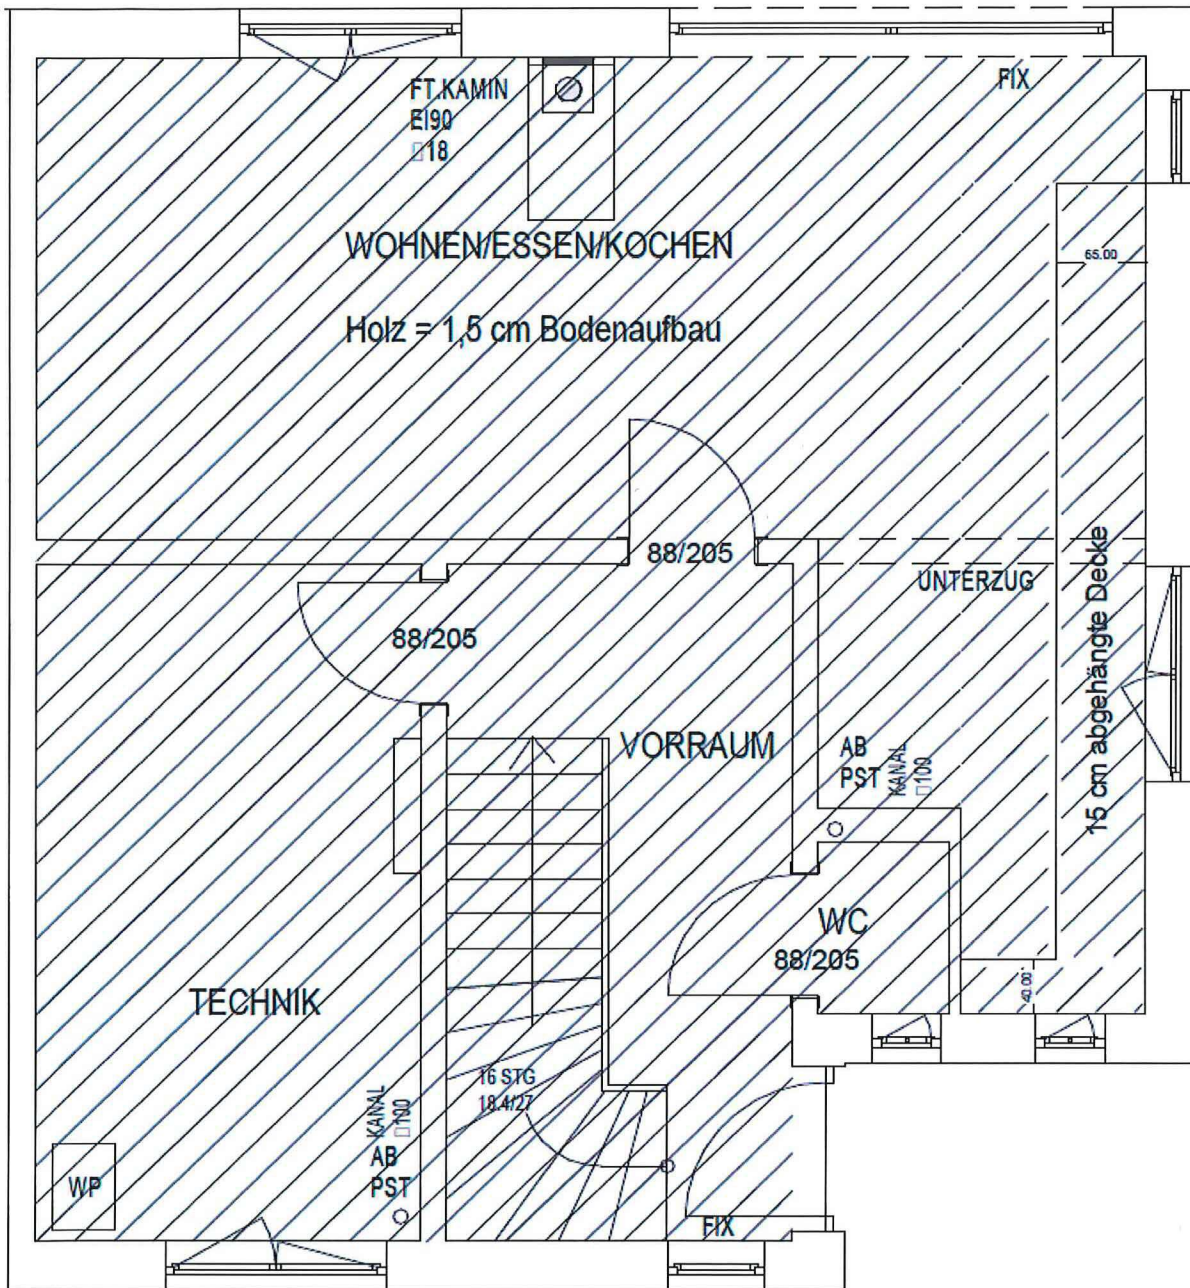 FT.KAMIN
EI90
□18
FIX
WOHNEN/ESSEN/KOCHEN
65.00
Holz = 1,5 cm Bodenaufbau
88/205
UNTERZUG
88/205
15 cm abgehängte Decke
VORRAUM
AB
PST
KANAL
□100
WC
88/205
40.00
TECHNIK
16 STG
18.4/27
KANAL
□100
AB
PST
WP
FIX